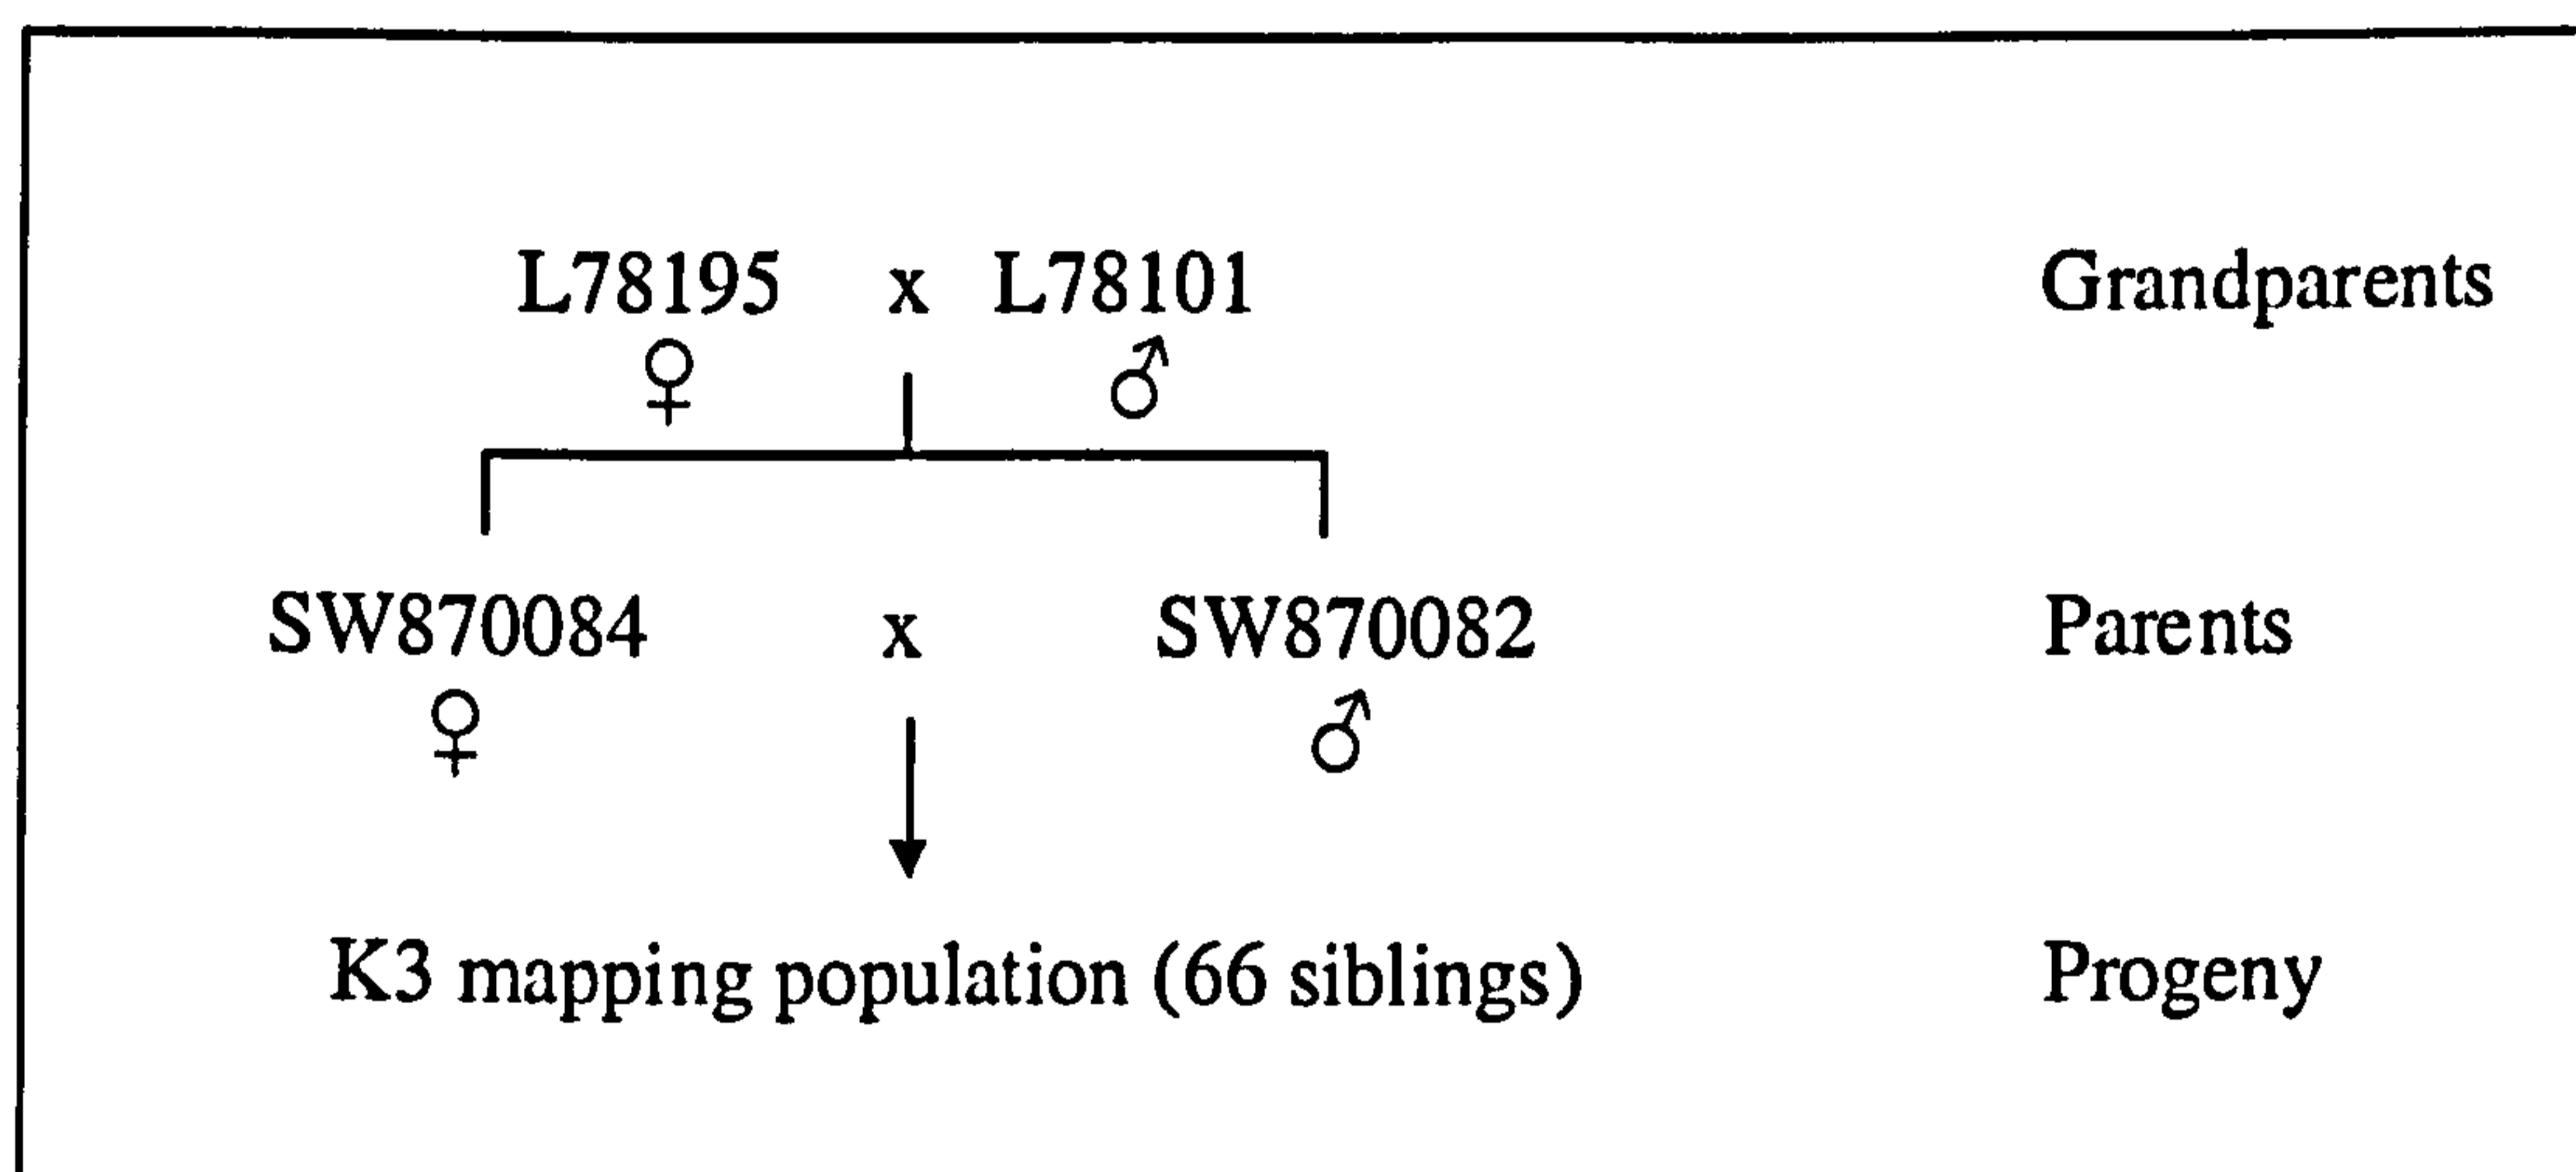 L78195 x L78101 Grandparents
♀ ♂
SW870084 x SW870082 Parents
♀ ♂
K3 mapping population (66 siblings) Progeny